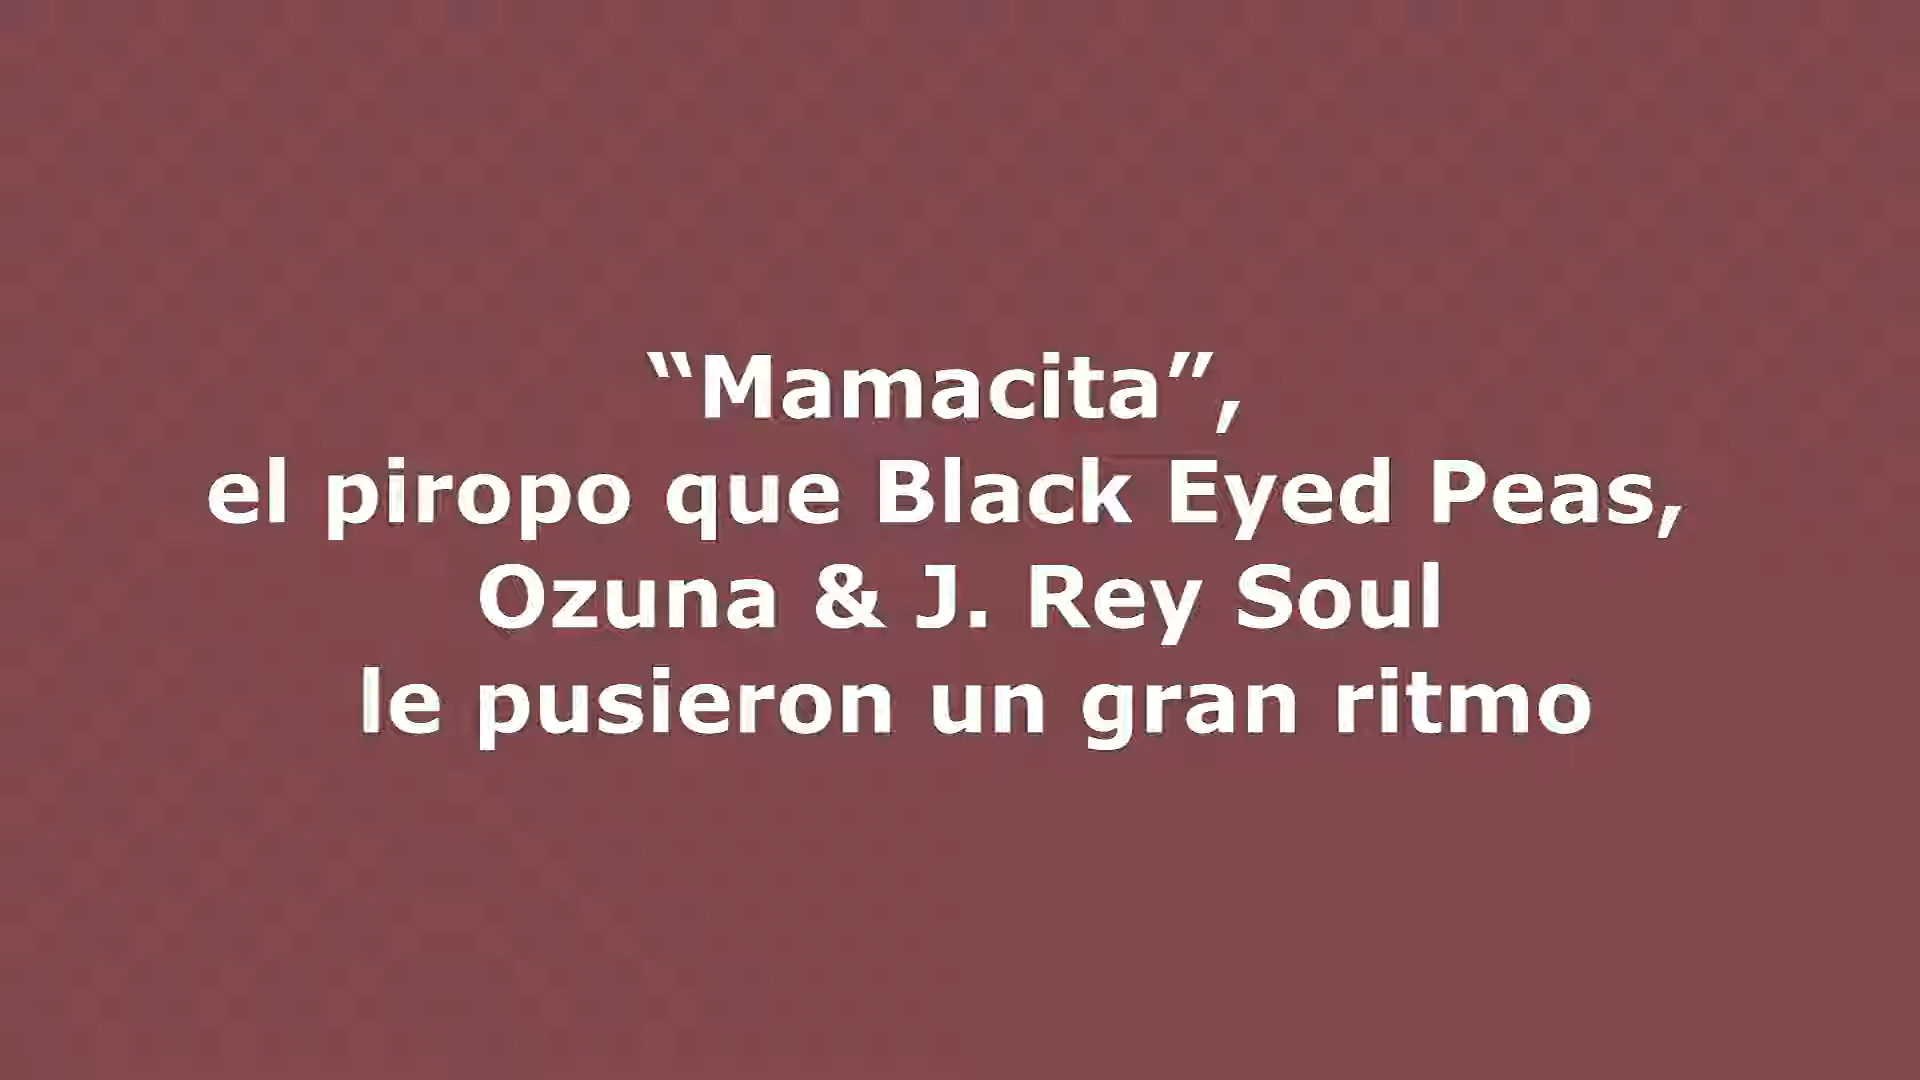 “Mamacita”,
el piropo que Black Eyed Peas,
Ozuna & J. Rey Soul
le pusieron un gran ritmo